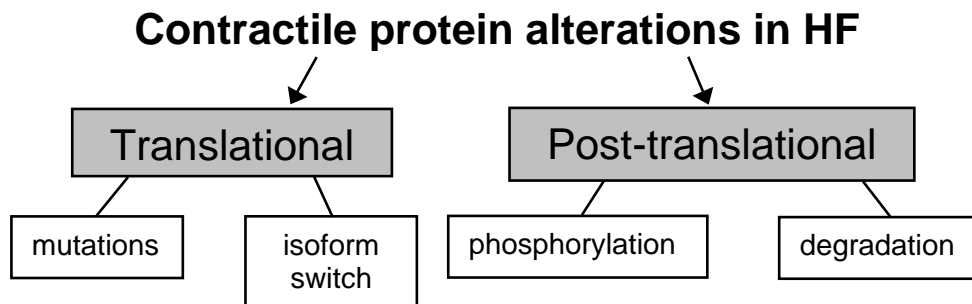 Contractile protein alterations in HF
Translational
Post-translational
mutations
isoform
switch
phosphorylation
degradation